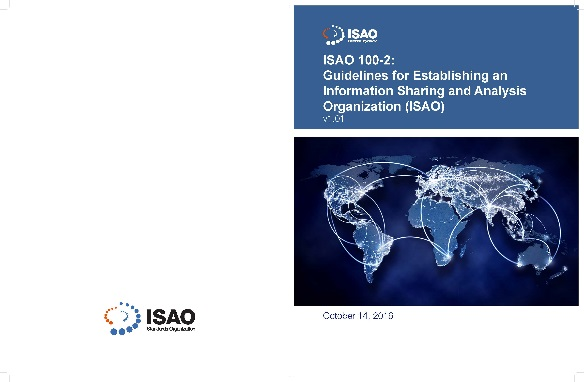 ISAO
ISAO 100-2:
Guidelines for Establishing an
Information Sharing and Analysis
Organization (ISAO)
v1.01
October 14, 2016
ISAO
Standards Organization